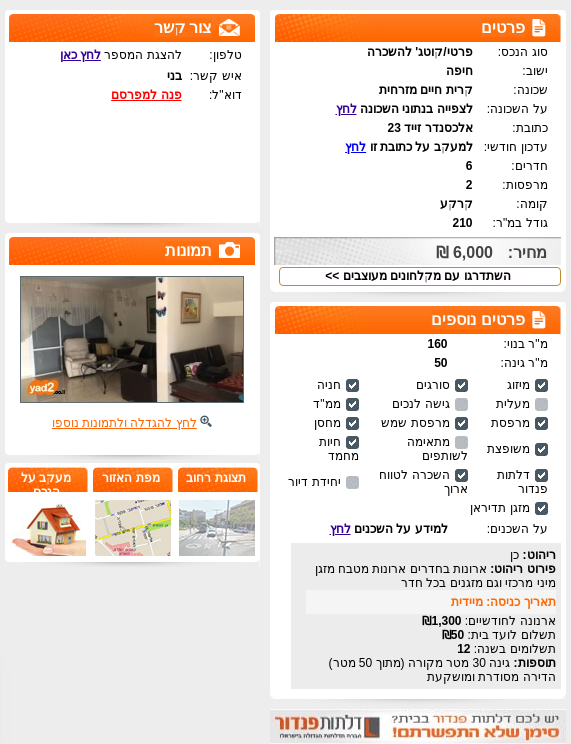 פרטים
סוג הנכס: פרטי/קוטג' להשכרה
ישוב: חיפה
שכונה: קרית חיים מזרחית
על השכונה: לצפייה בנתוני השכונה לחץ
כתובת: אלכסנדר זייד 23
עדכון חודשי: למעקב על כתובת זו לחץ
חדרים: 6
מרפסות: 2
קומה: קרקע
גודל במ"ר: 210
מחיר: 6,000 ₪
השתדרגו עם מקלחונים מעוצבים >>
פרטים נוספים
מ"ר בנוי: 160
מ"ר גינה: 50
מיזוג סורגים חניה
מעלית גישה לנכים ממ"ד
מרפסת מרפסת שמש מחסן
משופצת מתאימה לשותפים חיות מחמד
דלתות פנדור השכרה לטווח ארוך יחידת דיור
מזגן תדיראן
על השכנים: למידע על השכנים לחץ
ריהוט: כן
פירוט ריהוט: ארונות בחדרים ארונות מטבח מזגן
מיני מרכזי וגם מזגנים בכל חדר
תאריך כניסה: מיידית
ארנונה לחודשיים: 1,300₪
תשלום לועד בית: 50₪
תשלומים בשנה: 12
תוספות: גינה 30 מטר מקורה (מתוך 50 מטר)
הדירה מסודרת ומושקעת
יש לכם דלתות פנדור בבית?
סימן שלא התפשרתם!
דלתותפנדור
חברת הדלתות הגדולה בישראל
צור קשר
טלפון: להצגת המספר לחץ כאן
איש קשר: בני
דוא"ל: פנה למפרסם
תמונות
yad2
לחץ להגדלה ולתמונות נוספו
תצוגת רחוב
מפת האזור
מעקב על
הנכס